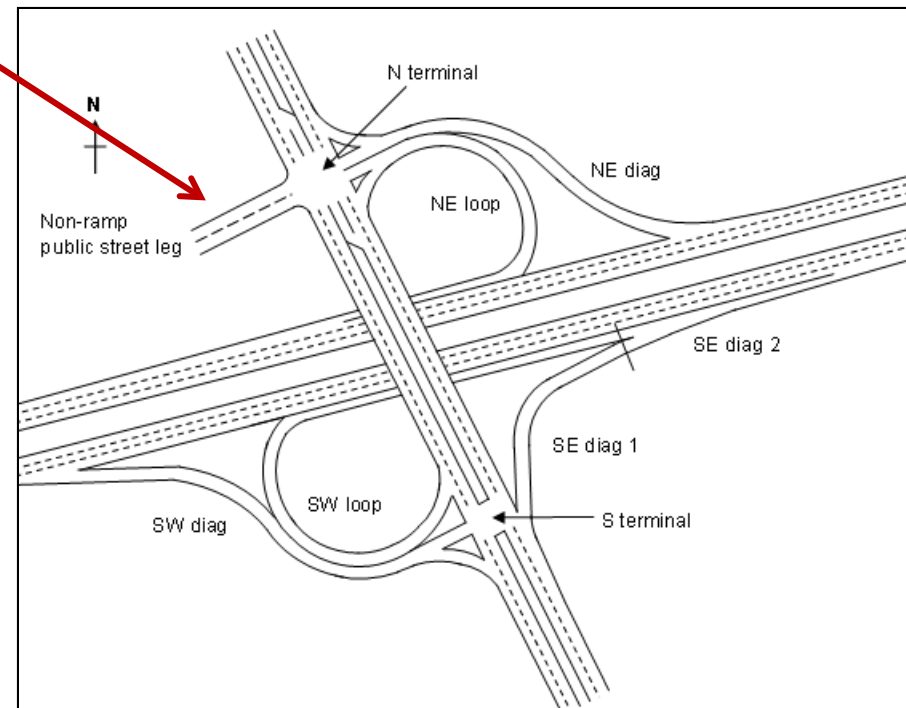 N terminal
N
NE diag
NE loop
Non-ramp
public street leg
SE diag 2
SE diag 1
SW loop
SW diag
S terminal